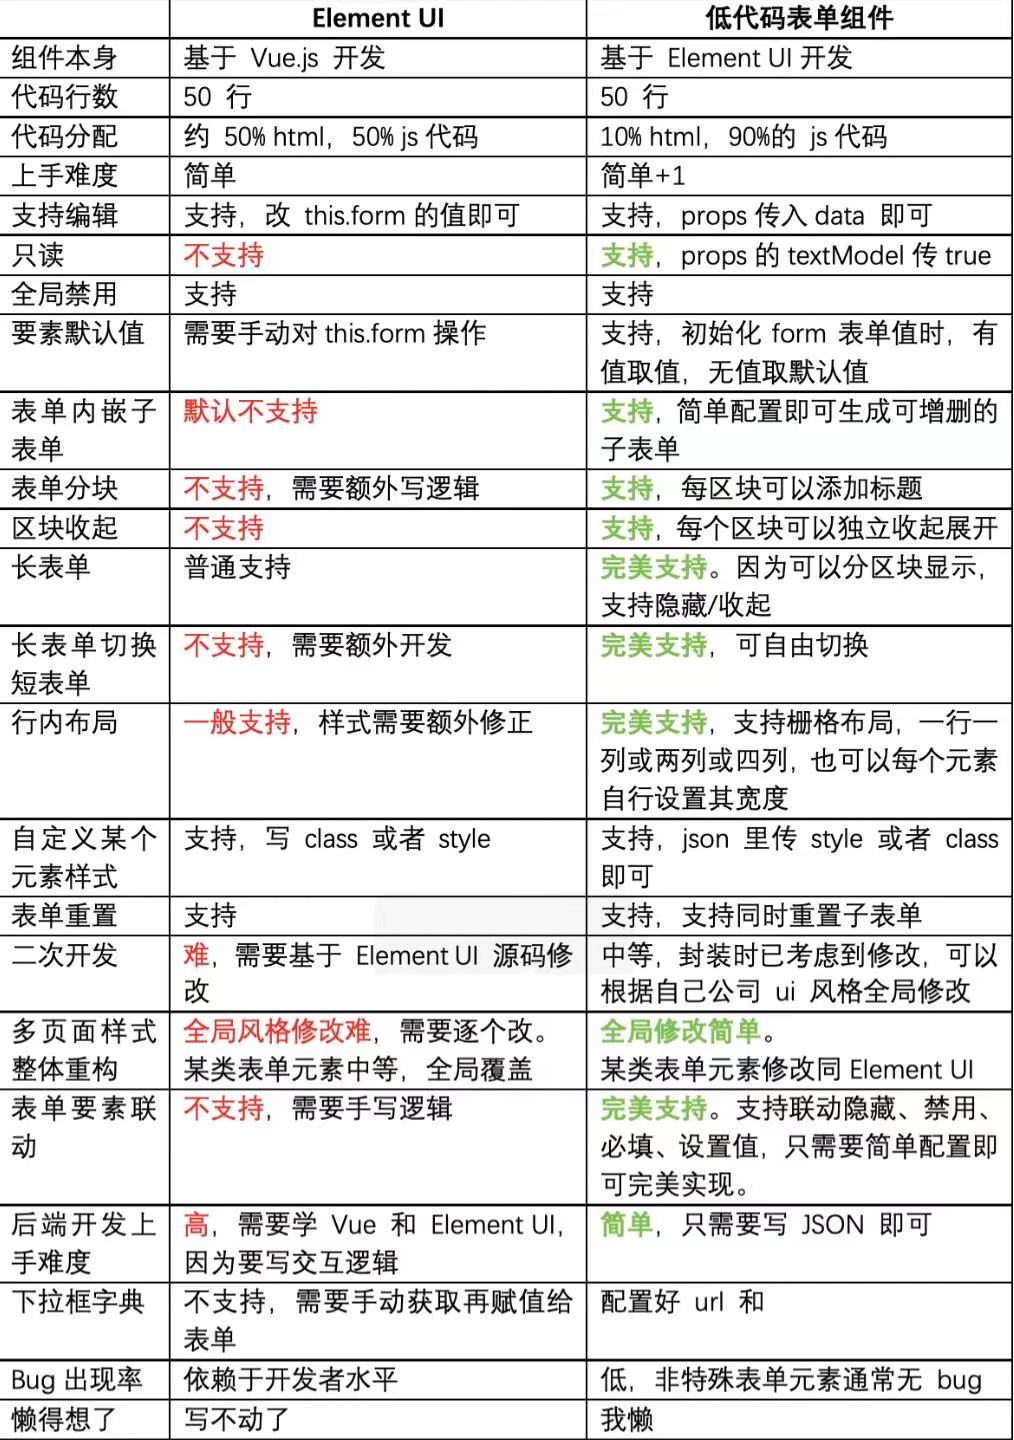 Element UI 低代码表单组件
组件本身 基于 Vue.js 开发 基于 Element UI 开发
代码行数 50 行 50 行
代码分配 约 50% html，50% js 代码 10% html，90%的 js 代码
上手难度 简单 简单+1
支持编辑 支持，改 this.form 的值即可 支持，props 传入 data 即可
只读 不支持 支持，props 的 textModel 传 true
全局禁用 支持 支持
要素默认值 需要手动对 this.form 操作 支持，初始化 form 表单值时，有
值取值，无值取默认值
表单内嵌子 默认不支持 支持，简单配置即可生成可增删的
表单 子表单
表单分块 不支持，需要额外写逻辑 支持，每区块可以添加标题
区块收起 不支持 支持，每个区块可以独立收起展开
长表单 普通支持 完美支持。因为可以分区块显示，
支持隐藏/收起
长表单切换 不支持，需要额外开发 完美支持，可自由切换
短表单
行内布局 一般支持，样式需要额外修正 完美支持，支持栅格布局，一行一
列或两列或四列，也可以每个元素
自行设置其宽度
自定义某个 支持，写 class 或者 style 支持，json 里传 style 或者 class
元素样式 即可
表单重置 支持 支持，支持同时重置子表单
二次开发 难，需要基于 Element UI 源码修 中等，封装时已考虑到修改，可以
改 根据自己公司 ui 风格全局修改
多页面样式 全局风格修改难，需要逐个改。 全局修改简单。
整体重构 某类表单元素中等，全局覆盖 某类表单元素修改同 Element UI
表单要素联 不支持，需要手写逻辑 完美支持。支持联动隐藏、禁用、
动 必填、设置值，只需要简单配置即
可完美实现。
后端开发上 高，需要学 Vue 和 Element UI， 简单，只需要写 JSON 即可
手难度 因为要写交互逻辑
下拉框字典 不支持，需要手动获取再赋值给 配置好 url 和
表单
Bug 出现率 依赖于开发者水平 低，非特殊表单元素通常无 bug
懒得想了 写不动了 我懒